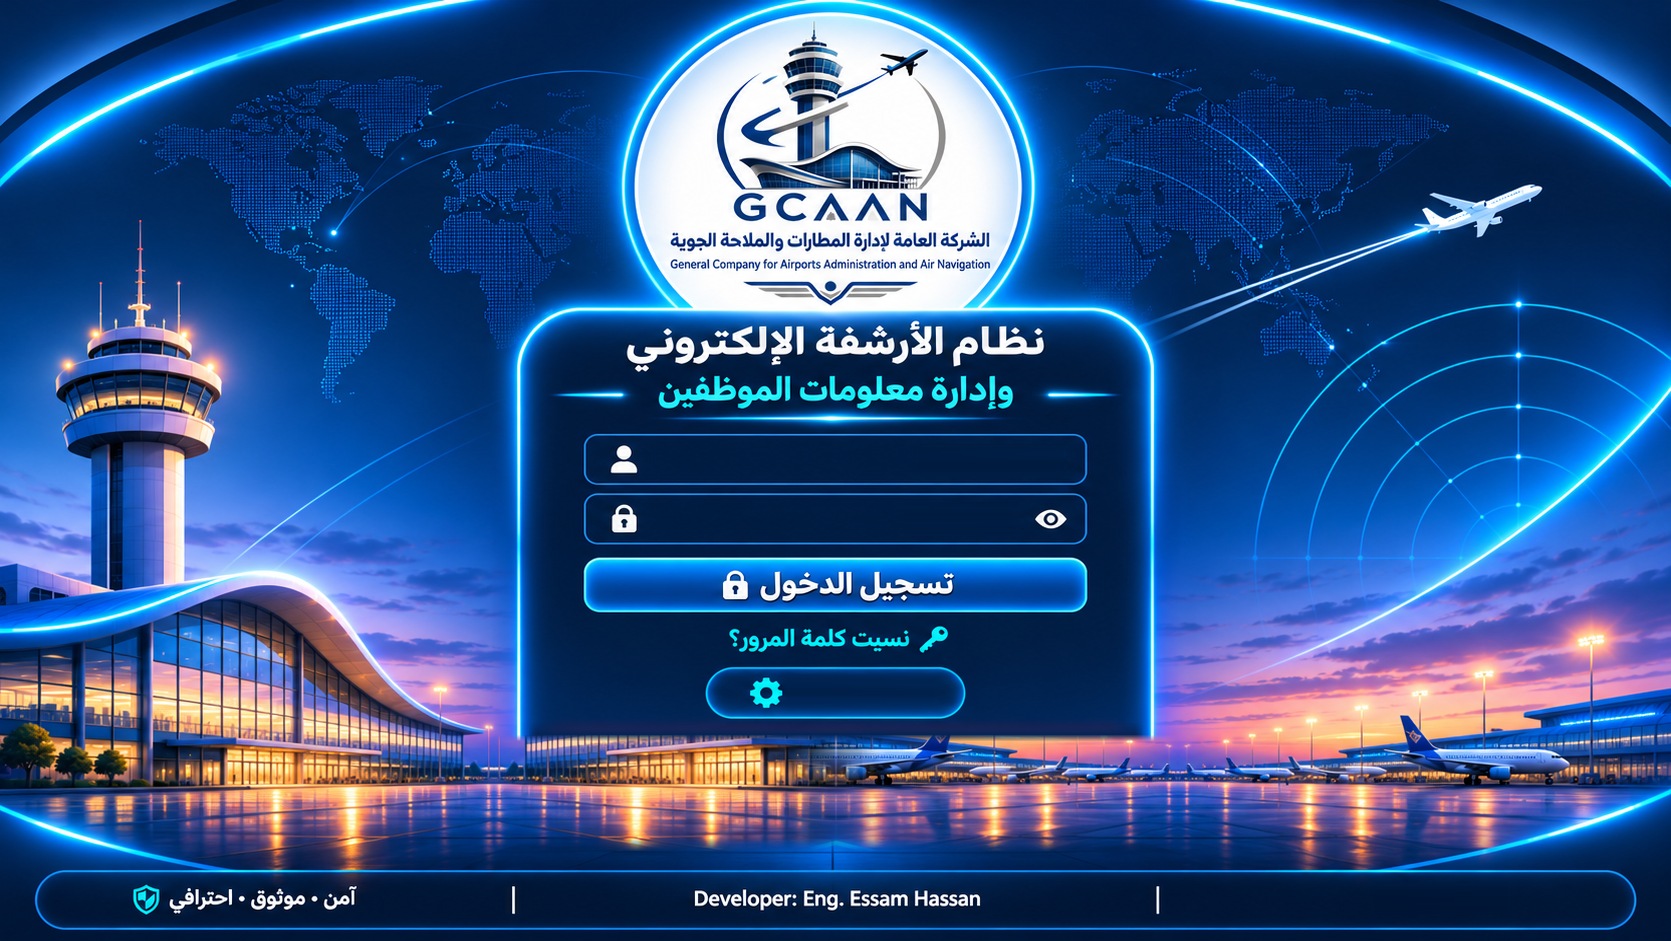 GCAAN
الشركة العامة لإدارة المطارات والملاحة الجوية
General Company for Airports Administration and Air Navigation
نظام الأرشفة الإلكتروني
وإدارة معلومات الموظفين
تسجيل الدخول
نسيت كلمة المرور؟
آمن • موثوق • احترافي
Developer: Eng. Essam Hassan